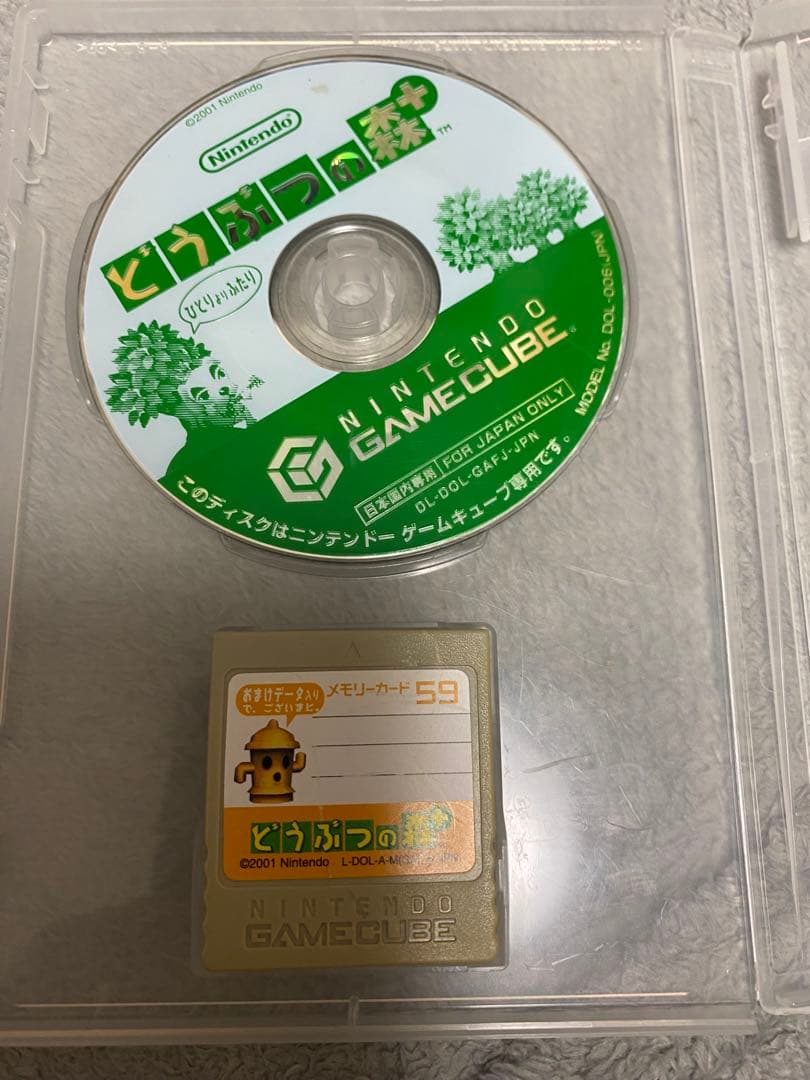 ©2001 Nintendo
Nintendo®
どうぶつの森+™
ひとりよりふたり
NINTENDO
GAMECUBE®
日本国内専用 FOR JAPAN ONLY
DL-DOL-GAFJ-JPN
このディスクはニンテンドー ゲームキューブ専用です。
MODEL No. DOL-006(JPN)
おまけデータ入り
で、ございまヒ。
メモリーカード 59
どうぶつの森+
©2001 Nintendo
NINTENDO
GAMECUBE